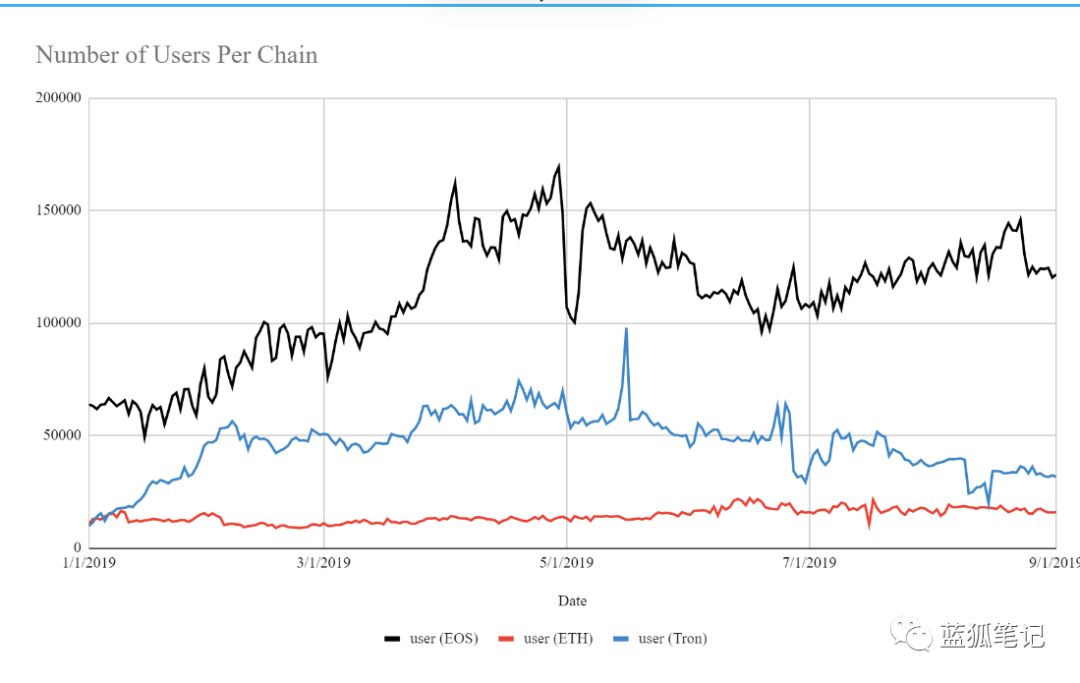 Number of Users Per Chain
200000
150000
100000
50000
0
1/1/2019 3/1/2019 5/1/2019 7/1/2019 9/1/2019
Date
user (EOS) user (ETH) user (Tron)
蓝狐笔记